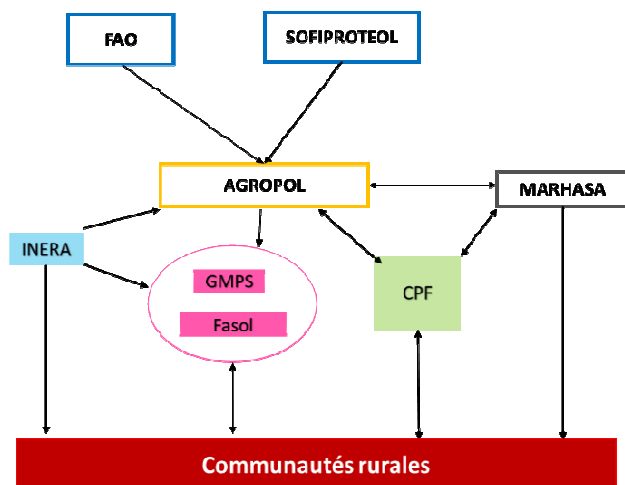 FAO
SOFIPROTEOL
AGROPOL
MARHASA
INERA
GMPS
CPF
Fasol
Communautés rurales